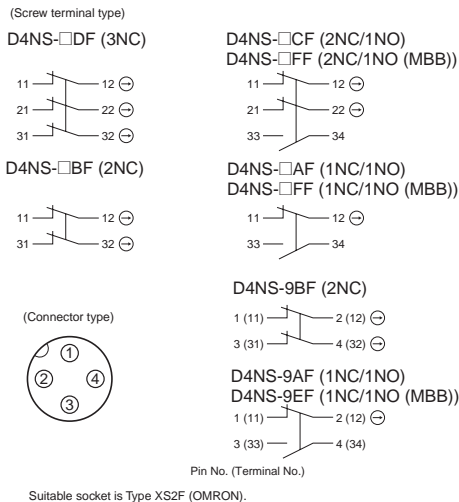 (Screw terminal type)
D4NS-□DF (3NC)
11 12
21 22
31 32
D4NS-□BF (2NC)
11 12
31 32
D4NS-□CF (2NC/1NO)
D4NS-□FF (2NC/1NO (MBB))
11 12
21 22
33 34
D4NS-□AF (1NC/1NO)
D4NS-□FF (1NC/1NO (MBB))
11 12
33 34
(Connector type)
1
2 4
3
D4NS-9BF (2NC)
1 (11) 2 (12)
3 (31) 4 (32)
D4NS-9AF (1NC/1NO)
D4NS-9EF (1NC/1NO (MBB))
1 (11) 2 (12)
3 (33) 4 (34)
Pin No. (Terminal No.)
Suitable socket is Type XS2F (OMRON).